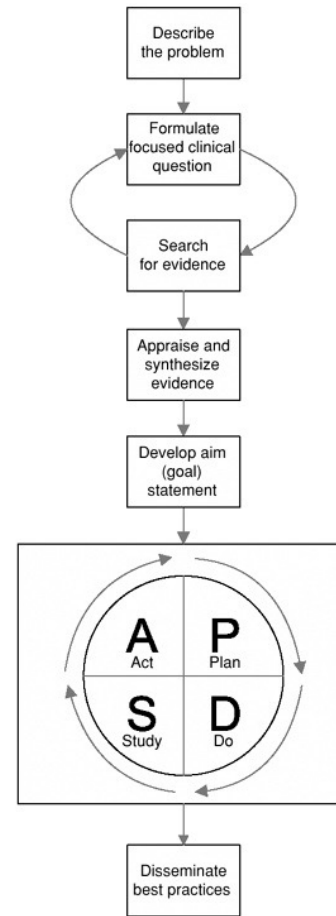 Describe
the problem
Formulate
focused clinical
question
Search
for evidence
Appraise and
synthesize
evidence
Develop aim
(goal)
statement
A
Act
P
Plan
S
Study
D
Do
Disseminate
best practices